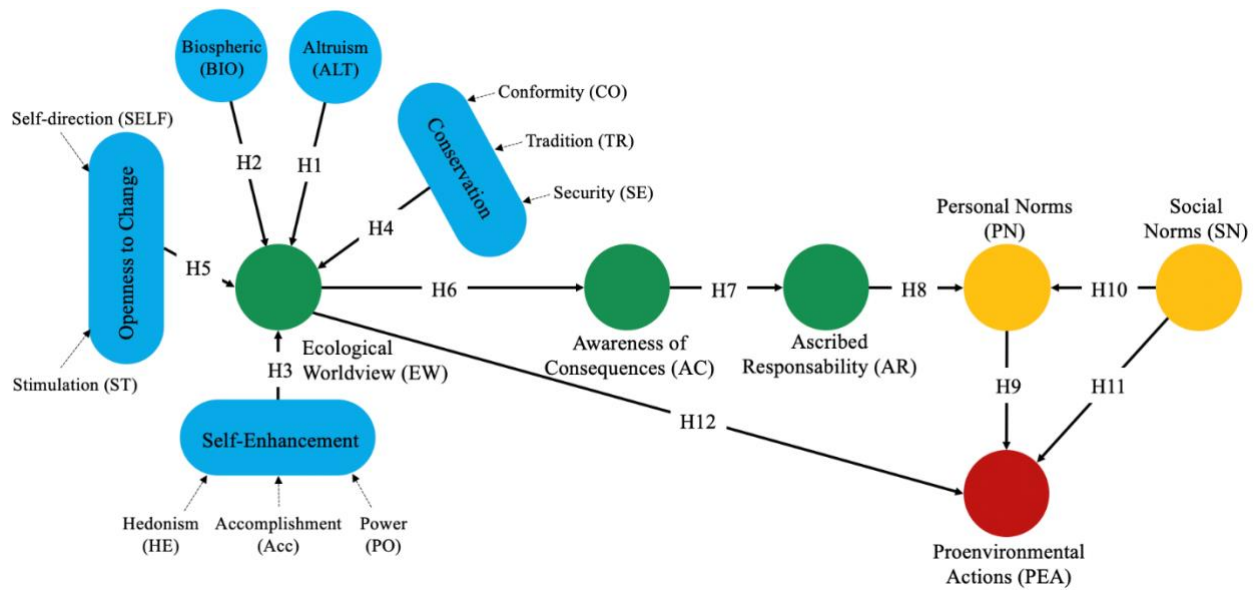 Biospheric
(BIO)
Altruism
(ALT)
Conformity (CO)
Self-direction (SELF)
Tradition (TR)
Conservation
Security (SE)
H2
H1
Openness to Change
H4
Personal Norms
(PN)
Social
Norms (SN)
H5
H6
H7
H8
H10
Ecological
Worldview (EW)
Awareness of
Consequences (AC)
Ascribed
Responsability (AR)
H3
Stimulation (ST)
H9
H11
H12
Self-Enhancement
Hedonism
(HE)
Accomplishment
(Acc)
Power
(PO)
Proenvironmental
Actions (PEA)